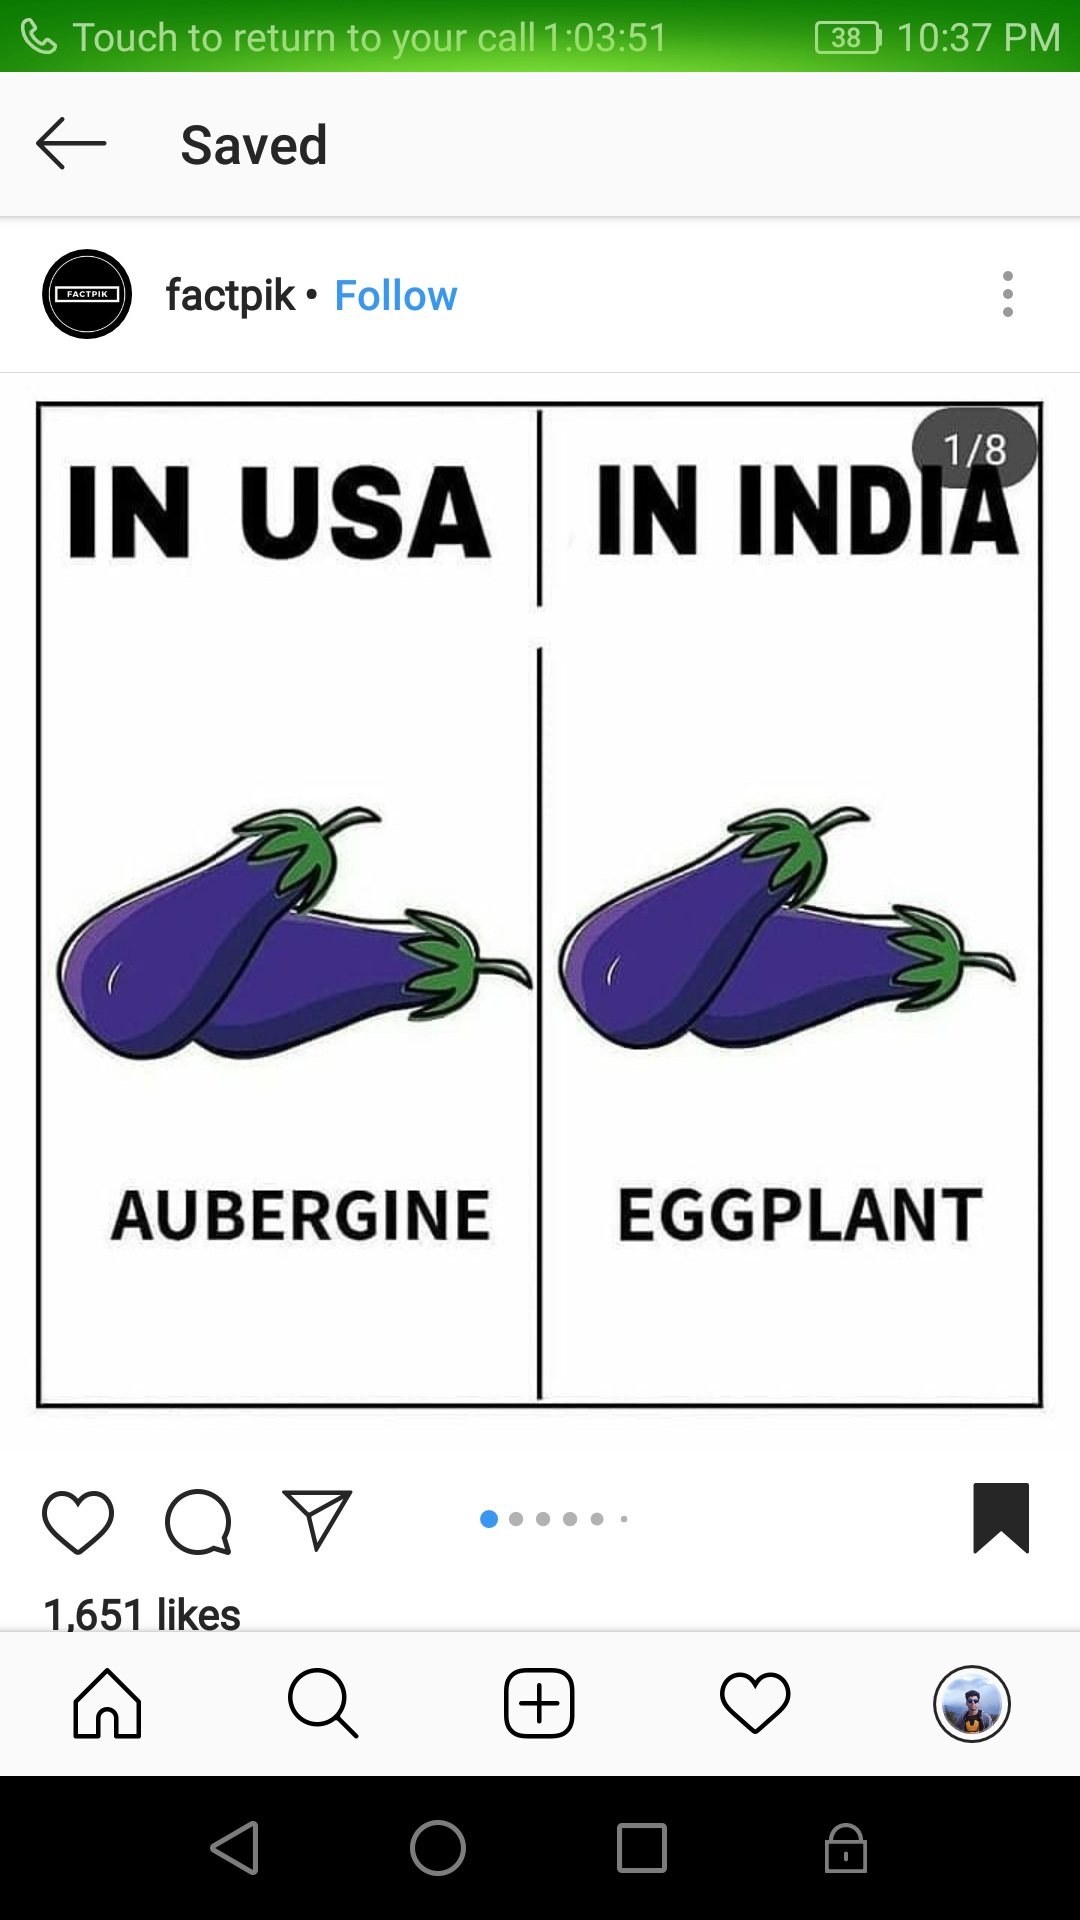 Touch to return to your call 1:03:51 38 10:37 PM
Saved
FACTPIK
factpik • Follow
1/8
IN USA
IN INDIA
AUBERGINE
EGGPLANT
1,651 likes